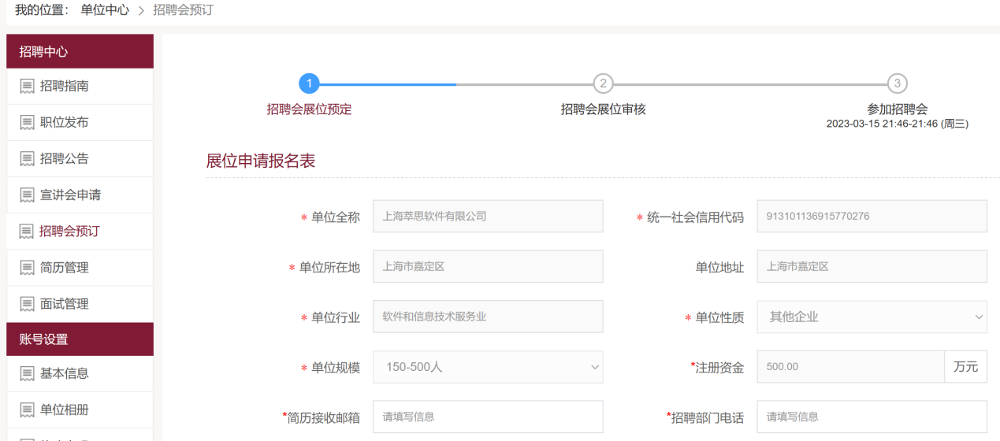 我的位置： 单位中心 > 招聘会预订
招聘中心
招聘指南
职位发布
招聘公告
宣讲会申请
招聘会预订
简历管理
面试管理
账号设置
基本信息
单位相册
1
2
3
招聘会展位预定
招聘会展位审核
参加招聘会
2023-03-15 21:46-21:46 (周三)
展位申请报名表
* 单位全称 上海萃思软件有限公司 * 统一社会信用代码 913101136915770276
* 单位所在地 上海市嘉定区 单位地址 上海市嘉定区
* 单位行业 软件和信息技术服务业 * 单位性质 其他企业
* 单位规模 150-500人 *注册资金 500.00 万元
*简历接收邮箱 请填写信息 *招聘部门电话 请填写信息